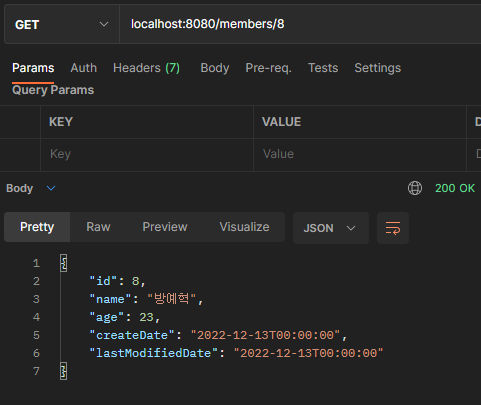 GET localhost:8080/members/8
Params Auth Headers (7) Body Pre-req. Tests Settings
Query Params
KEY VALUE D
Key Value D
Body 200 OK
Pretty Raw Preview Visualize JSON
1 {
2 "id": 8,
3 "name": "방예혁",
4 "age": 23,
5 "createDate": "2022-12-13T00:00:00",
6 "lastModifiedDate": "2022-12-13T00:00:00"
7 }